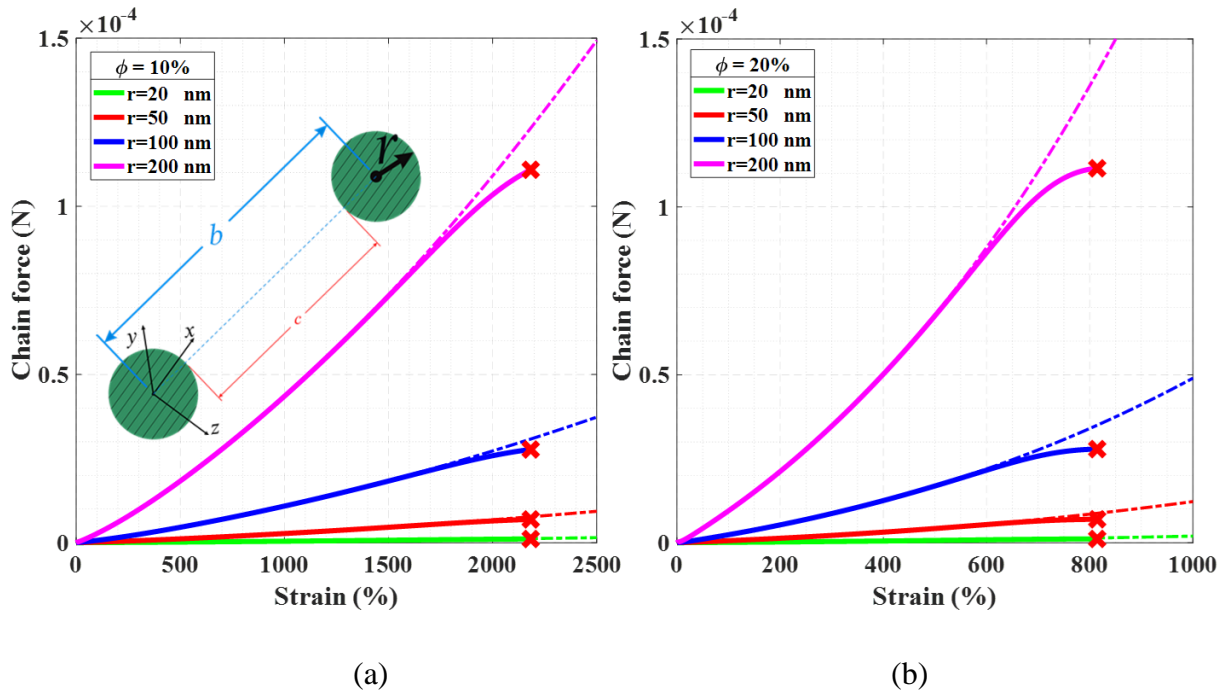 ×10⁻⁴
1.5
1
0.5
0
Chain force (N)
ϕ = 10%
r=20 nm
r=50 nm
r=100 nm
r=200 nm
b
r
c
y
x
z
0 500 1000 1500 2000 2500
Strain (%)
(a)
×10⁻⁴
1.5
1
0.5
0
Chain force (N)
ϕ = 20%
r=20 nm
r=50 nm
r=100 nm
r=200 nm
0 200 400 600 800 1000
Strain (%)
(b)